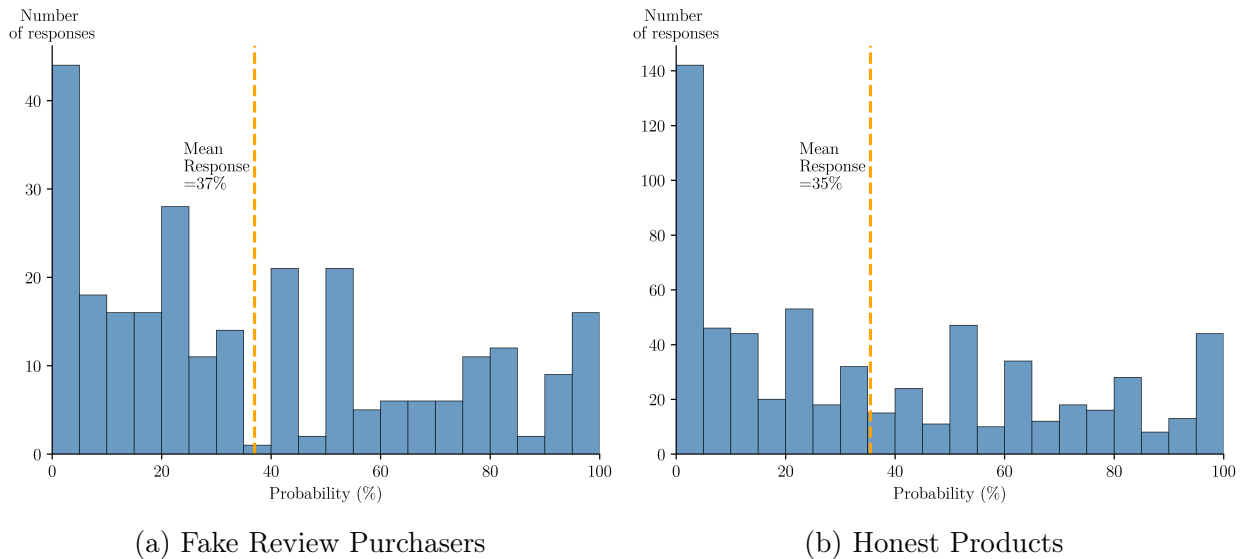 Number
of responses
40
30
20
10
0
Mean
Response
=37%
0 20 40 60 80 100
Probability (%)
(a) Fake Review Purchasers
Number
of responses
140
120
100
80
60
40
20
0
Mean
Response
=35%
0 20 40 60 80 100
Probability (%)
(b) Honest Products